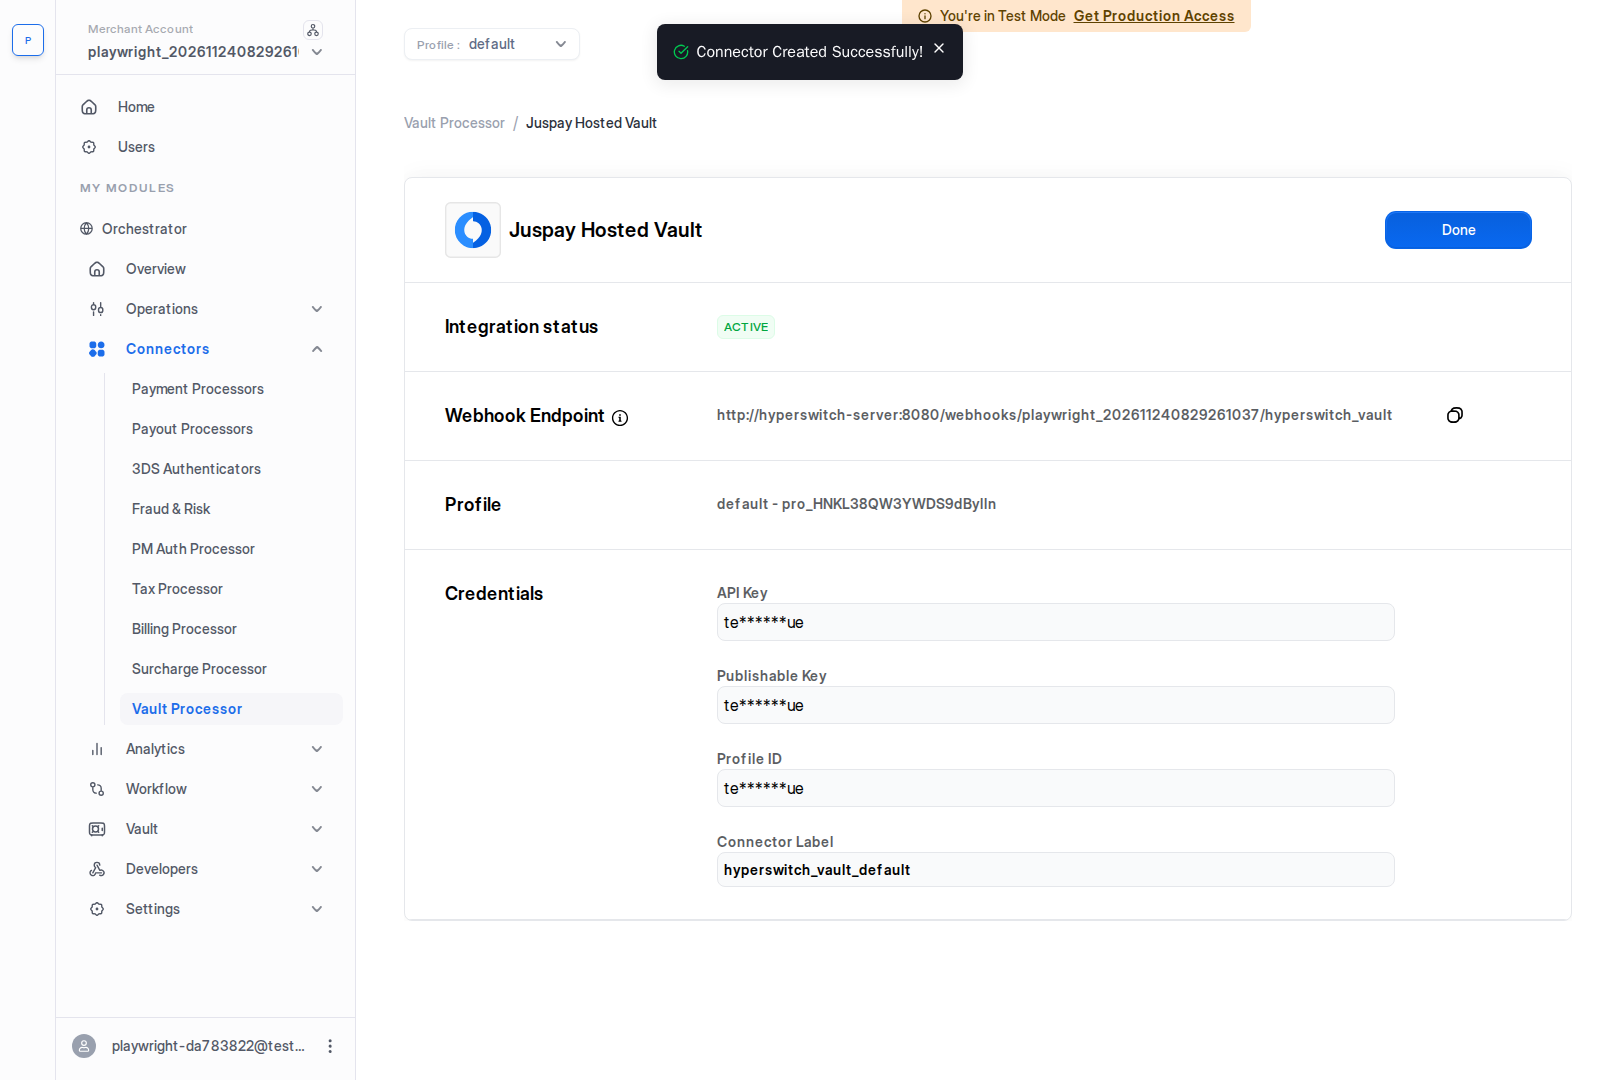 P
Merchant Account
playwright_202611240829261
Home
Users
MY MODULES
Orchestrator
Overview
Operations
Connectors
Payment Processors
Payout Processors
3DS Authenticators
Fraud & Risk
PM Auth Processor
Tax Processor
Billing Processor
Surcharge Processor
Vault Processor
Analytics
Workflow
Vault
Developers
Settings
playwright-da783822@test...
Profile : default
You're in Test Mode Get Production Access
Connector Created Successfully!
Vault Processor / Juspay Hosted Vault
Juspay Hosted Vault
Done
Integration status
ACTIVE
Webhook Endpoint
http://hyperswitch-server:8080/webhooks/playwright_202611240829261037/hyperswitch_vault
Profile
default - pro_HNKL38QW3YWDS9dBylln
Credentials
API Key
te******ue
Publishable Key
te******ue
Profile ID
te******ue
Connector Label
hyperswitch_vault_default